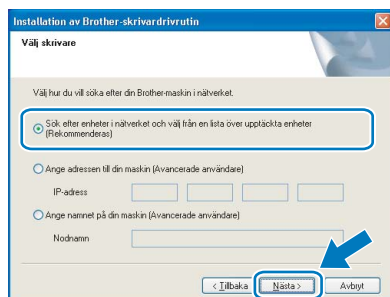 Installation av Brother-skrivardrivrutin
Välj skrivare
Välj hur du vill söka efter din Brother-maskin i nätverket.
Sök efter enheter i nätverket och välj från en lista över upptäckta enheter
(Rekommenderas)
Ange adressen till din maskin (Avancerade användare)
IP-adress
Ange namnet på din maskin (Avancerade användare)
Nodnamn
< Tillbaka Nästa > Avbryt